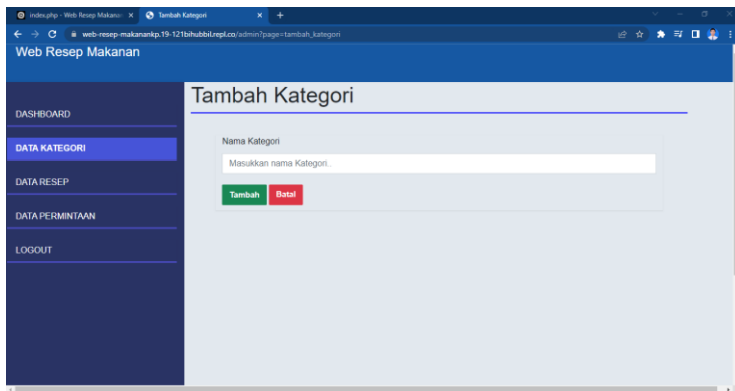 index.php - Web Resep Makanan
Tambah Kategori
web-resep-makanankp.19-121bihubbil.repl.co/admin?page=tambah_kategori
Web Resep Makanan
DASHBOARD
DATA KATEGORI
DATA RESEP
DATA PERMINTAAN
LOGOUT
Tambah Kategori
Nama Kategori
Masukkan nama Kategori..
Tambah Batal